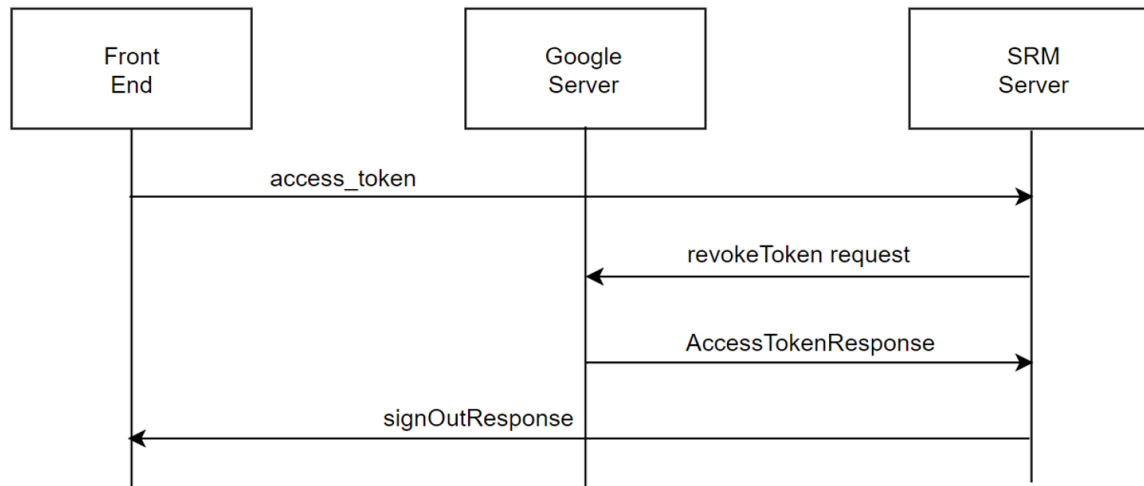 Front
End
Google
Server
SRM
Server
access_token
revokeToken request
AccessTokenResponse
signOutResponse